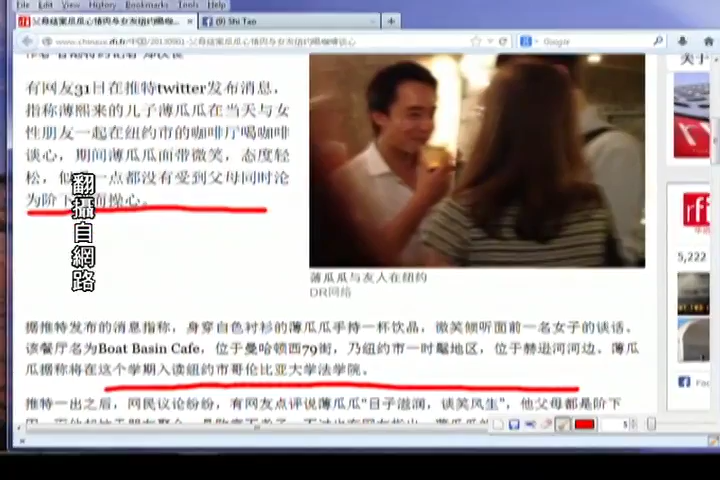 File Edit View History Bookmarks Tools Help
(9) Shi Tao
有网友31日在推特twitter发布消息，
指称薄熙来的儿子薄瓜瓜在当天与女
性朋友一起在纽约市的咖啡厅喝咖啡
谈心，期间薄瓜瓜面带微笑，态度轻
松，似 一点都没有受到父母同时沦
为阶下 而操心。
翻攝自網路
薄瓜瓜与友人在纽约
DR网络
rfi
5,222
据推特发布的消息指称，身穿白色衬衫的薄瓜瓜手持一杯饮品，微笑倾听面前一名女子的谈话。
该餐厅名为Boat Basin Cafe，位于曼哈顿西79街，乃纽约市一时髦地区，位于赫逊河河边。薄瓜
瓜据称将在这个学期入读纽约市哥伦比亚大学法学院。
推特一出之后，网民议论纷纷，有网友点评说薄瓜瓜“日子滋润，谈笑风生”，他父母都是阶下